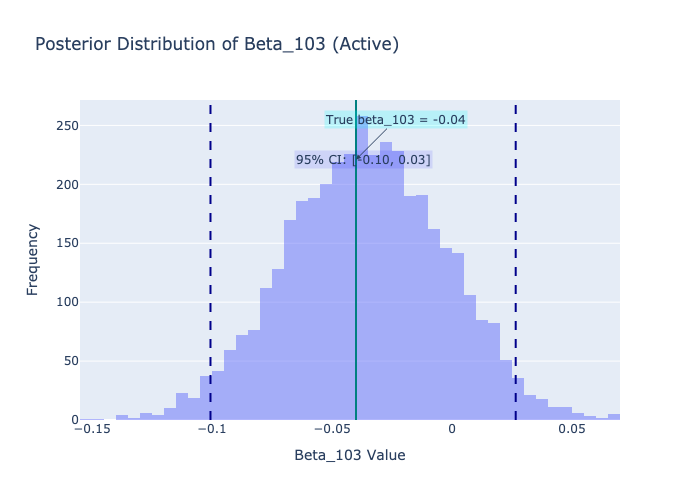 Posterior Distribution of Beta_103 (Active)
True beta_103 = -0.04
95% CI: [-0.10, 0.03]
250
200
150
100
50
0
Frequency
−0.15 −0.1 −0.05 0 0.05
Beta_103 Value